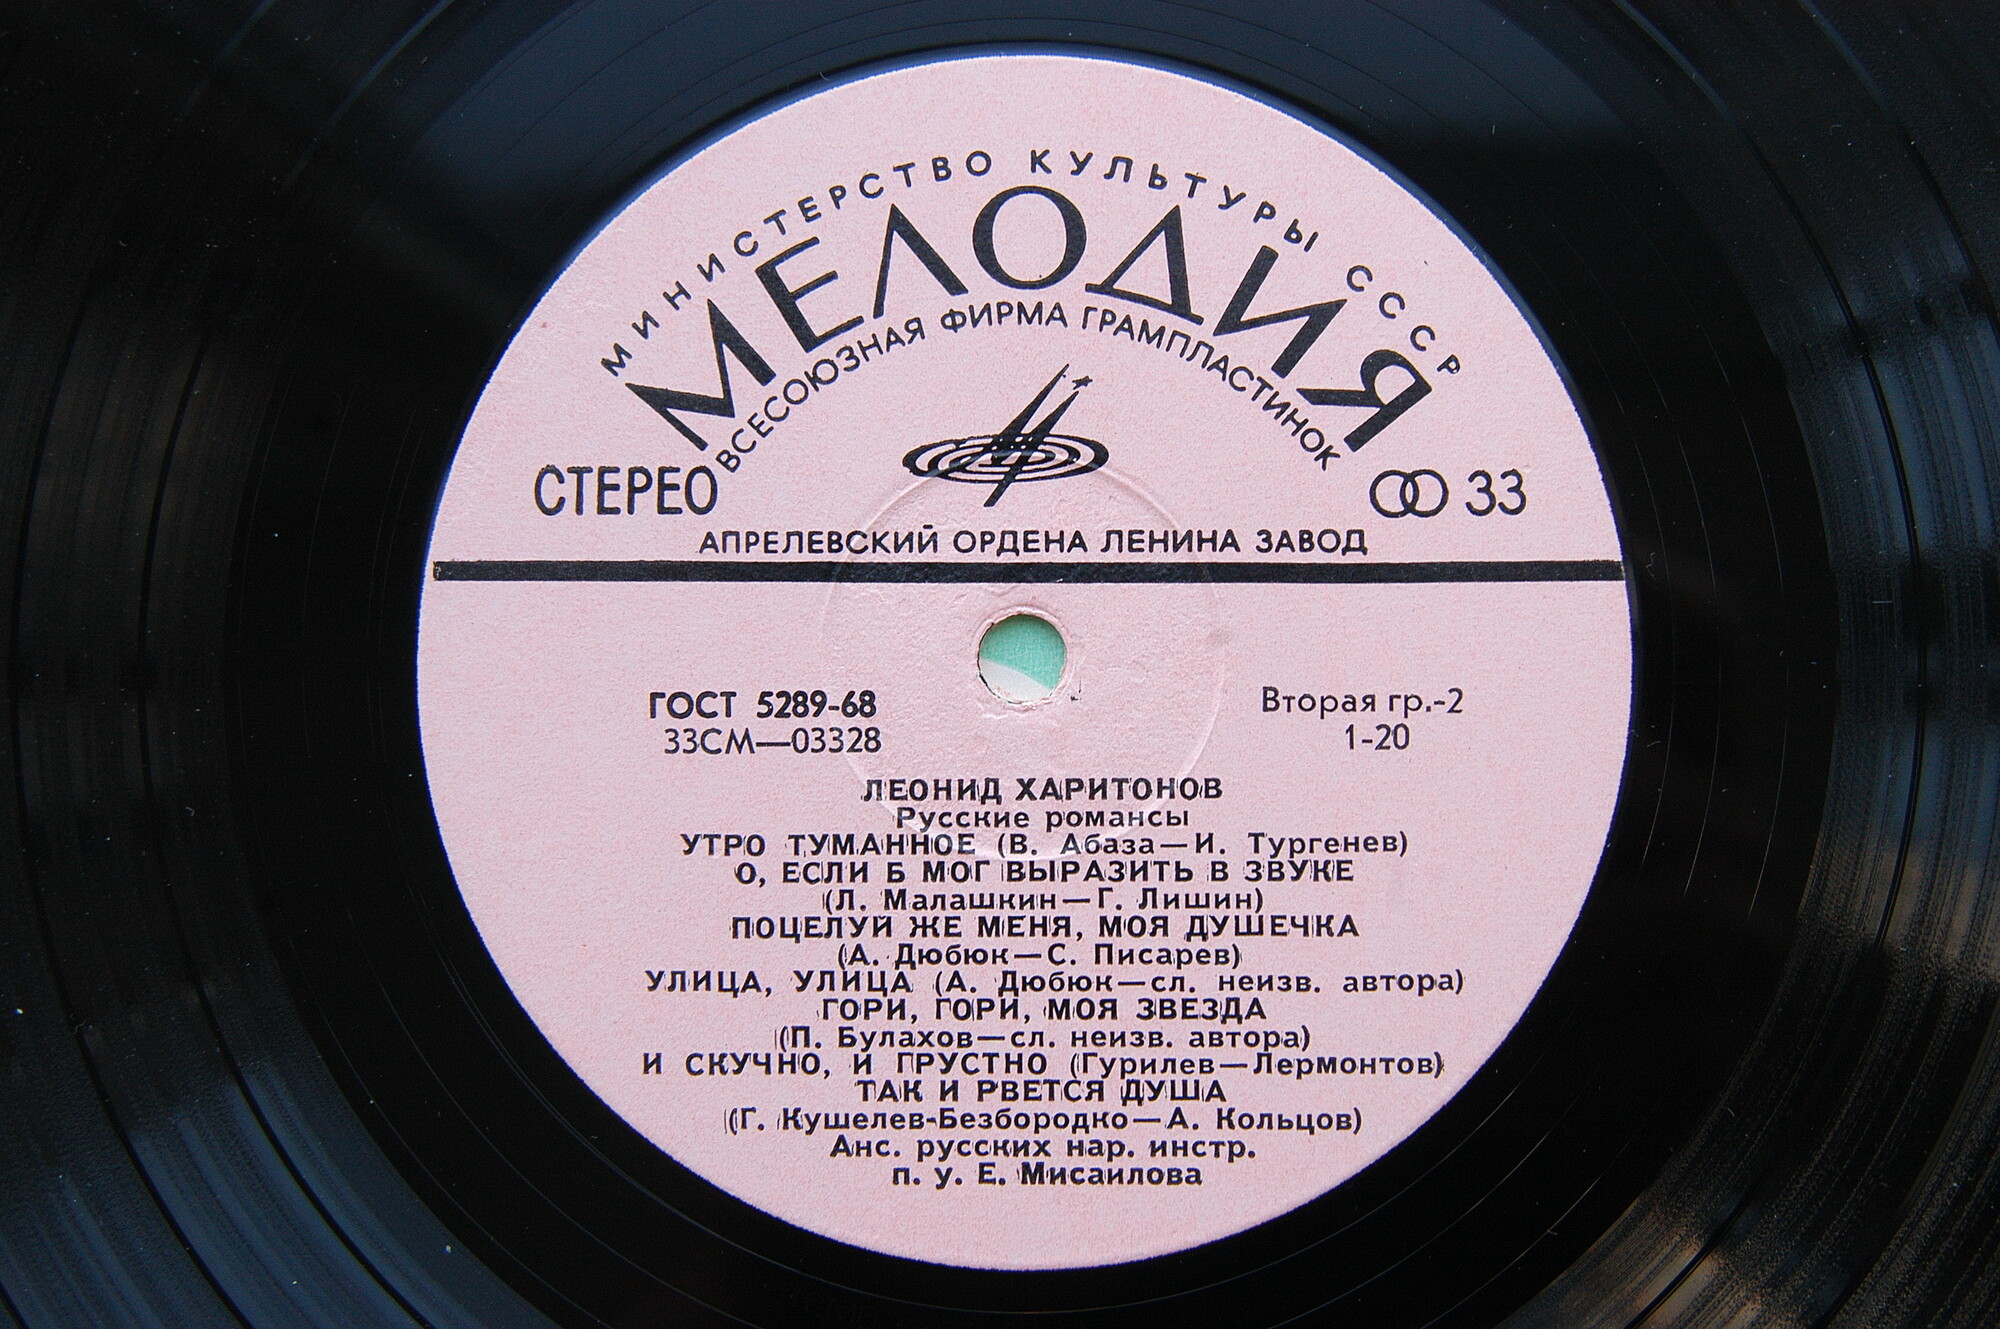 МИНИСТЕРСТВО КУЛЬТУРЫ СССР
МЕЛОДИЯ
ВСЕСОЮЗНАЯ ФИРМА ГРАМПЛАСТИНОК
СТЕРЕО 33
АПРЕЛЕВСКИЙ ОРДЕНА ЛЕНИНА ЗАВОД
ГОСТ 5289-68 Вторая гр.-2
33СМ—03328 1-20
ЛЕОНИД ХАРИТОНОВ
Русские романсы
УТРО ТУМАННОЕ (В. Абаза—И. Тургенев)
О, ЕСЛИ Б МОГ ВЫРАЗИТЬ В ЗВУКЕ
(Л. Малашкин—Г. Лишин)
ПОЦЕЛУЙ ЖЕ МЕНЯ, МОЯ ДУШЕЧКА
(А. Дюбюк—С. Писарев)
УЛИЦА, УЛИЦА (А. Дюбюк—сл. неизв. автора)
ГОРИ, ГОРИ, МОЯ ЗВЕЗДА
(П. Булахов—сл. неизв. автора)
И СКУЧНО, И ГРУСТНО (Гурилев—Лермонтов)
ТАК И РВЕТСЯ ДУША
(Г. Кушелев-Безбородко—А. Кольцов)
Анс. русских нар. инстр.
п. у. Е. Мисаилова